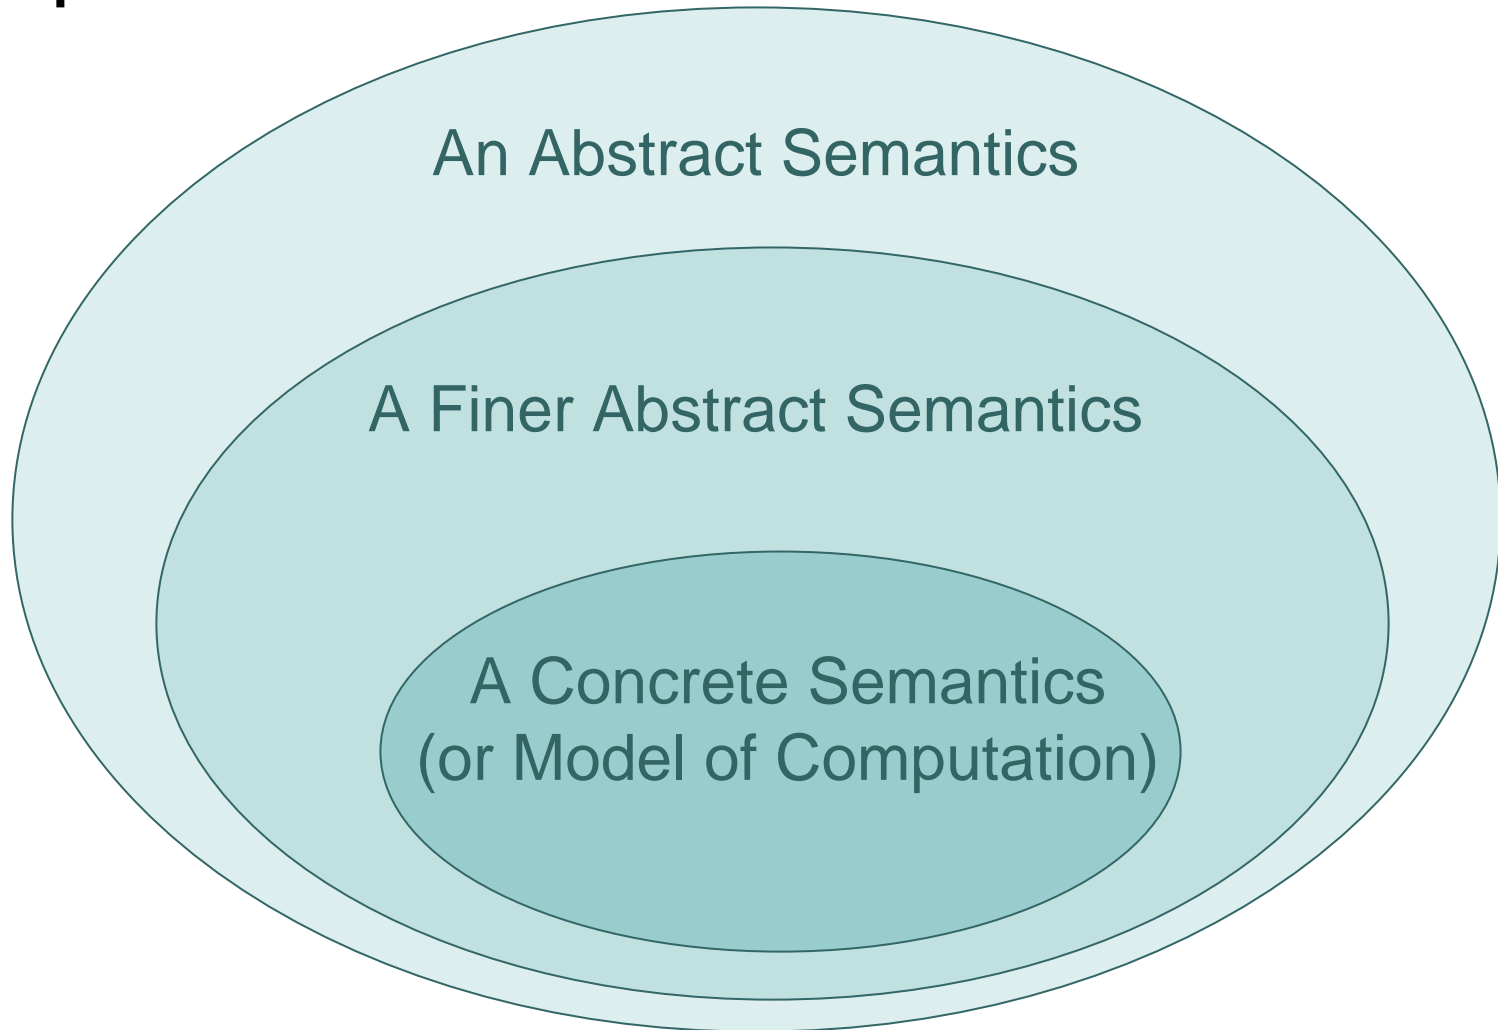 An Abstract Semantics
A Finer Abstract Semantics
A Concrete Semantics
(or Model of Computation)